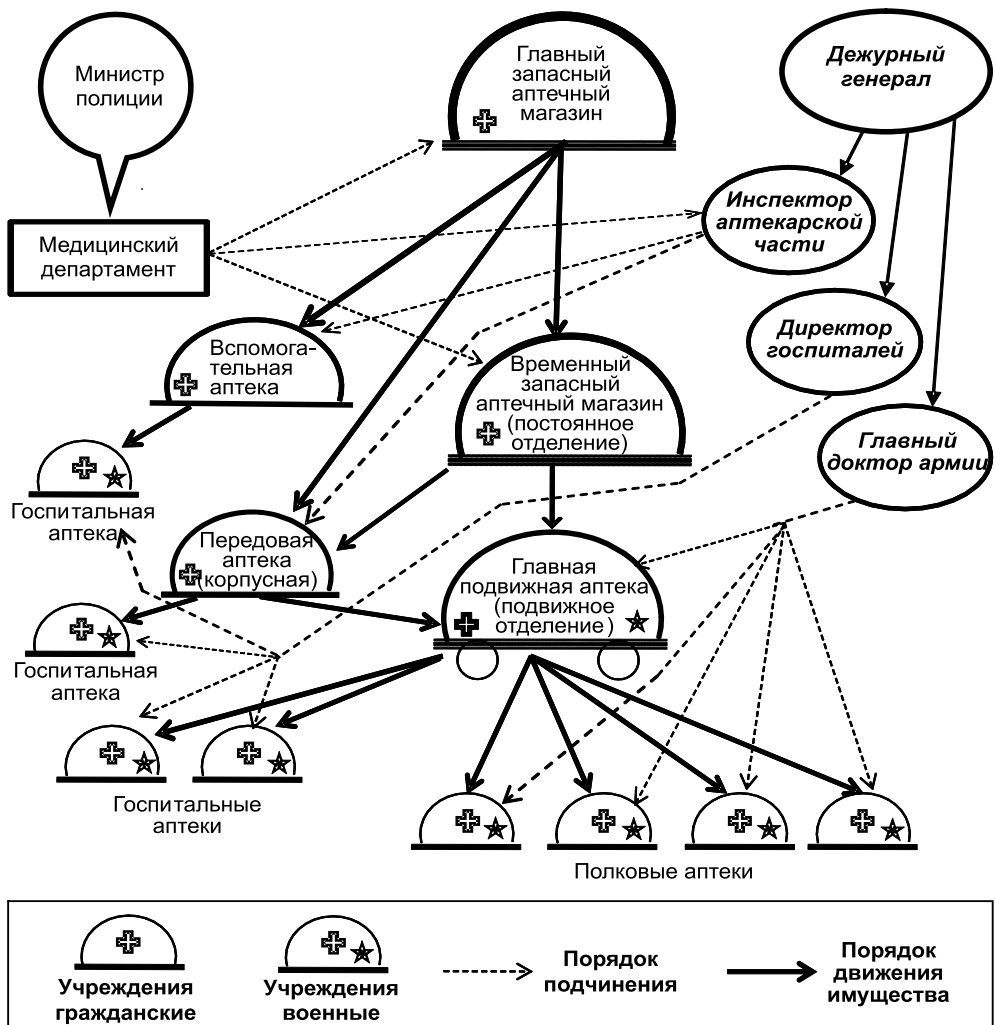 Министр
полиции
Главный
запасный
аптечный
магазин
Дежурный
генерал
Медицинский
департамент
Инспектор
аптекарской
части
Вспомога-
тельная
аптека
Временный
запасный
аптечный магазин
(постоянное
отделение)
Директор
госпиталей
Главный
доктор армии
Госпитальная
аптека
Передовая
аптека
(корпусная)
Главная
подвижная аптека
(подвижное
отделение)
Госпитальная
аптека
Госпитальные
аптеки
Полковые аптеки
Учреждения
гражданские
Учреждения
военные
Порядок
подчинения
Порядок
движения
имущества